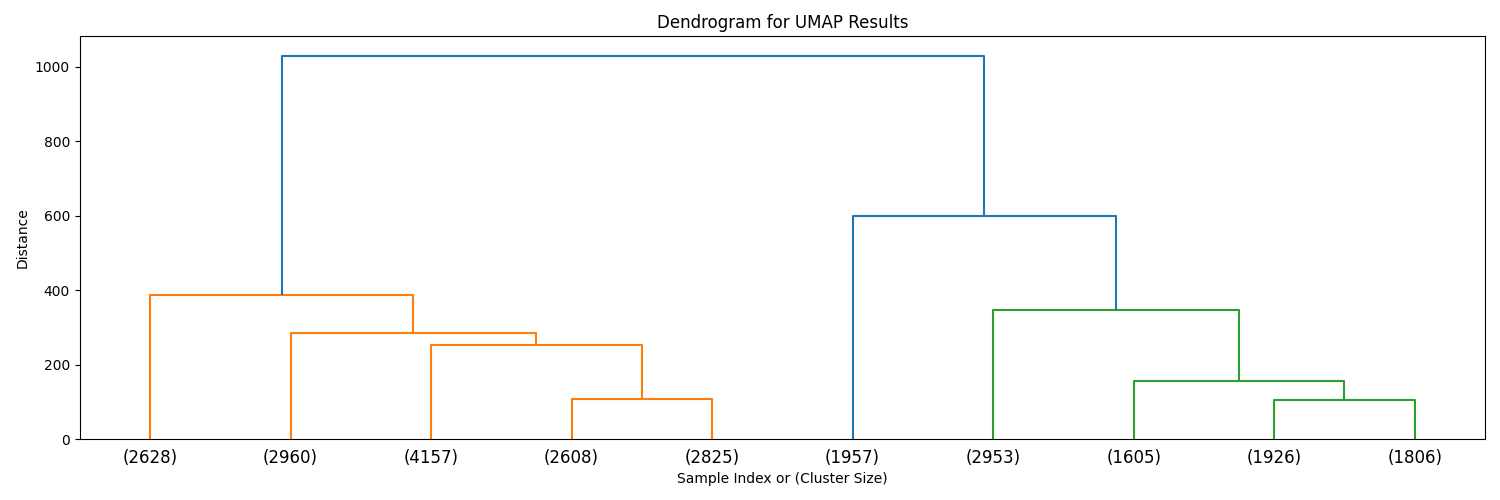 Dendrogram for UMAP Results
1000
800
600
400
200
0
Distance
(2628) (2960) (4157) (2608) (2825) (1957) (2953) (1605) (1926) (1806)
Sample Index or (Cluster Size)